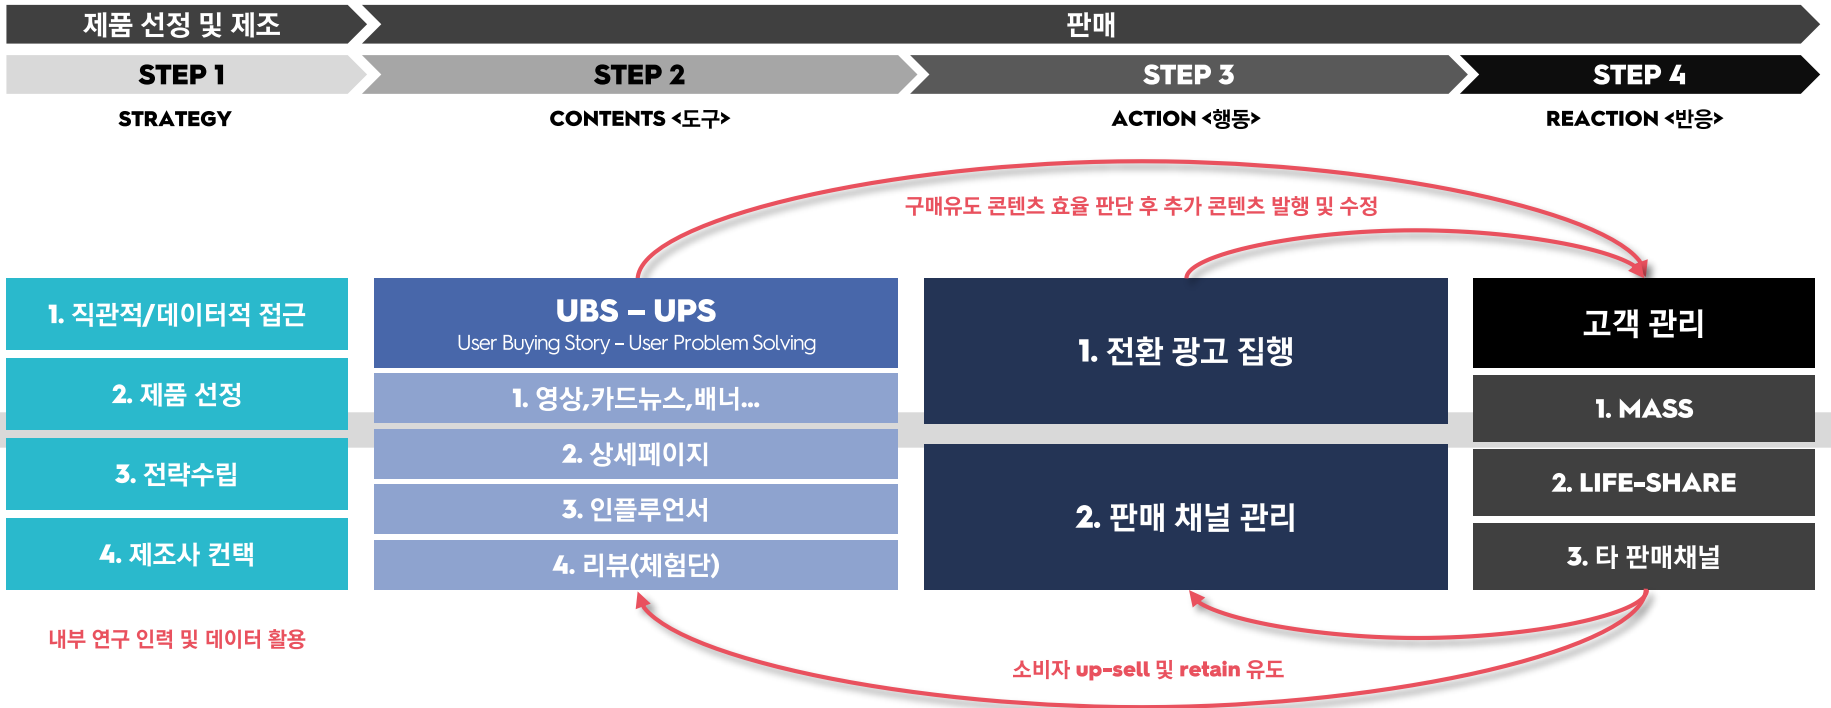 제품 선정 및 제조
판매
STEP 1
STEP 2
STEP 3
STEP 4
STRATEGY
CONTENTS <도구>
ACTION <행동>
REACTION <반응>
구매유도 콘텐츠 효율 판단 후 추가 콘텐츠 발행 및 수정
1. 직관적/데이터적 접근
2. 제품 선정
3. 전략수립
4. 제조사 컨택
내부 연구 인력 및 데이터 활용
UBS – UPS
User Buying Story – User Problem Solving
1. 영상,카드뉴스,배너...
2. 상세페이지
3. 인플루언서
4. 리뷰(체험단)
1. 전환 광고 집행
2. 판매 채널 관리
고객 관리
1. MASS
2. LIFE-SHARE
3. 타 판매채널
소비자 up-sell 및 retain 유도